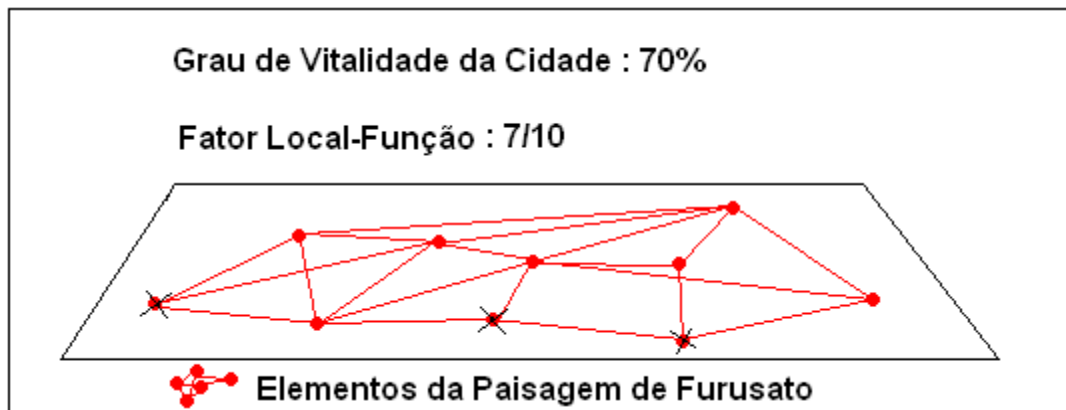 Grau de Vitalidade da Cidade : 70%
Fator Local-Função : 7/10
Elementos da Paisagem de Furusato